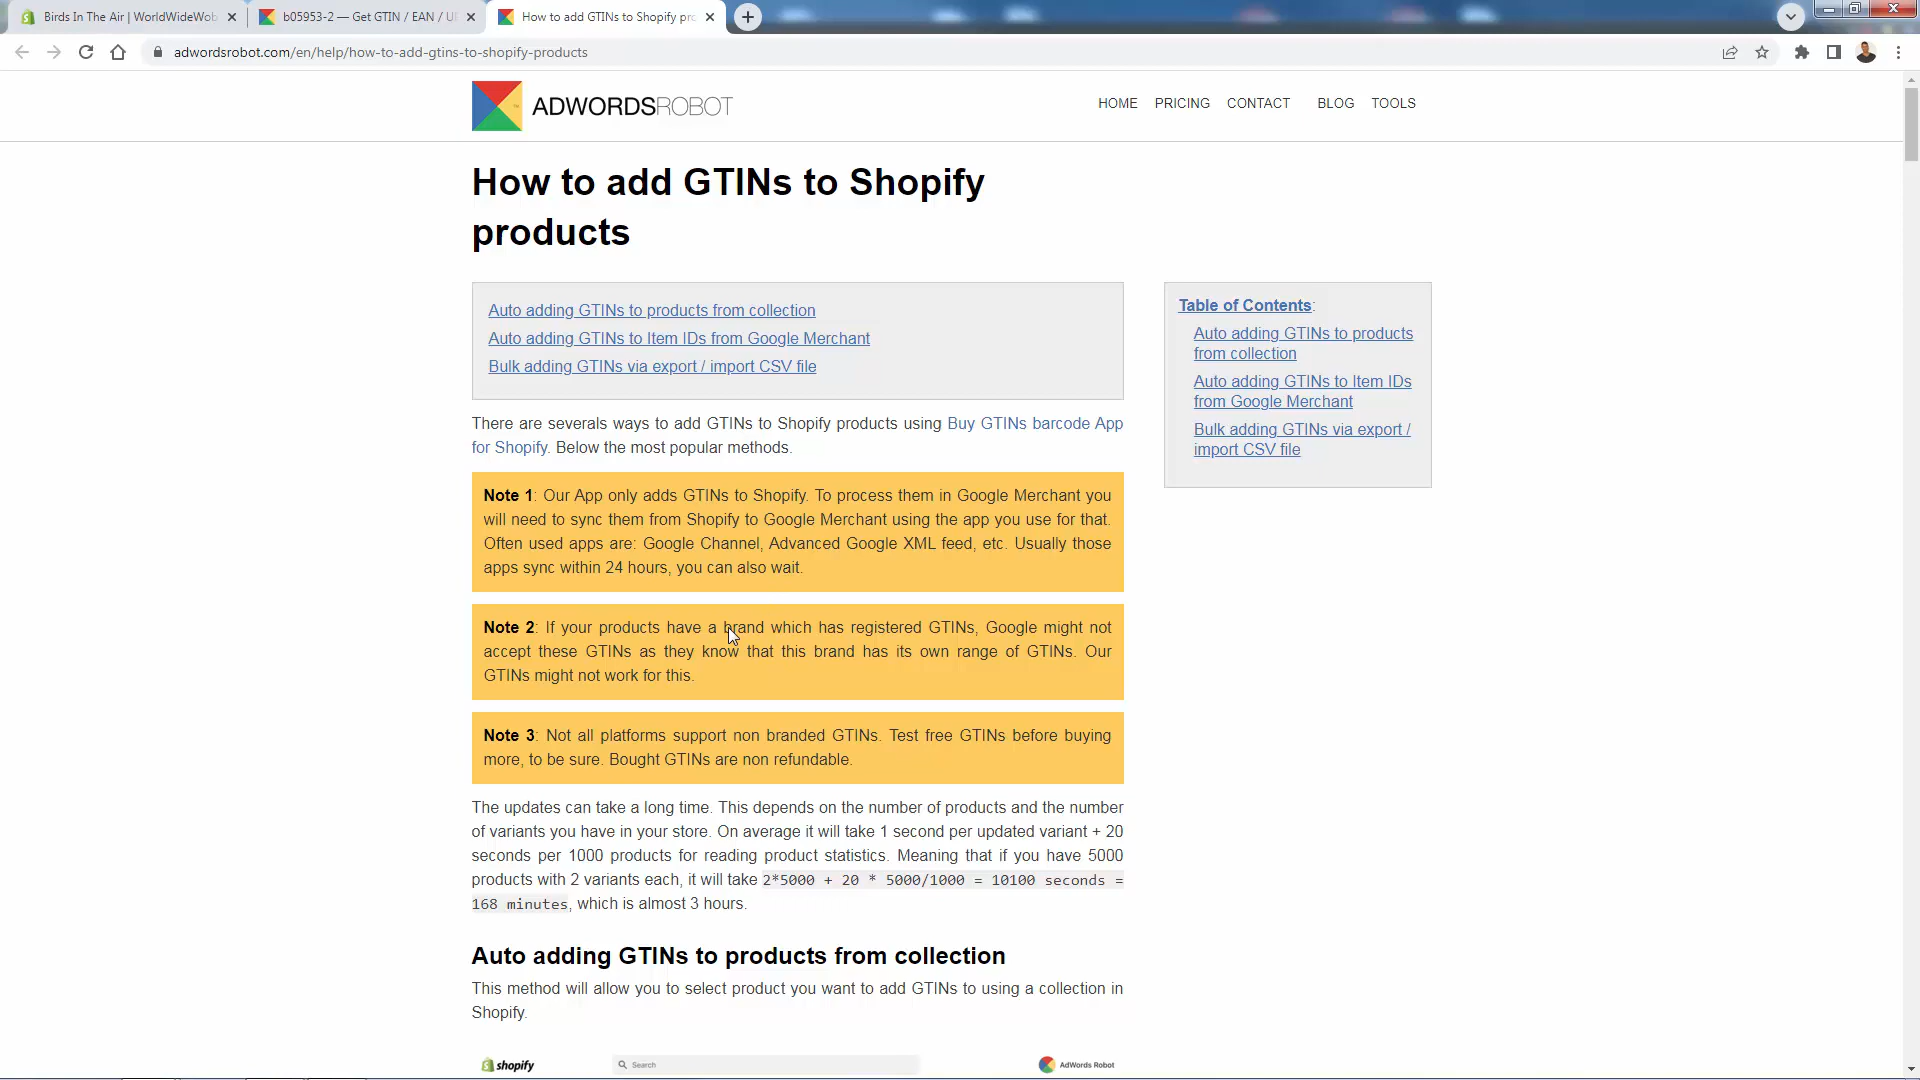 Birds In The Air | WorldWideWob
b05953-2 — Get GTIN / EAN / U
How to add GTINs to Shopify pro
adwordsrobot.com/en/help/how-to-add-gtins-to-shopify-products
ADWORDSROBOT
HOME PRICING CONTACT BLOG TOOLS
How to add GTINs to Shopify
products
Auto adding GTINs to products from collection
Auto adding GTINs to Item IDs from Google Merchant
Bulk adding GTINs via export / import CSV file
Table of Contents:
Auto adding GTINs to products
from collection
Auto adding GTINs to Item IDs
from Google Merchant
Bulk adding GTINs via export /
import CSV file
There are severals ways to add GTINs to Shopify products using Buy GTINs barcode App
for Shopify. Below the most popular methods.
Note 1: Our App only adds GTINs to Shopify. To process them in Google Merchant you
will need to sync them from Shopify to Google Merchant using the app you use for that.
Often used apps are: Google Channel, Advanced Google XML feed, etc. Usually those
apps sync within 24 hours, you can also wait.
Note 2: If your products have a brand which has registered GTINs, Google might not
accept these GTINs as they know that this brand has its own range of GTINs. Our
GTINs might not work for this.
Note 3: Not all platforms support non branded GTINs. Test free GTINs before buying
more, to be sure. Bought GTINs are non refundable.
The updates can take a long time. This depends on the number of products and the number
of variants you have in your store. On average it will take 1 second per updated variant + 20
seconds per 1000 products for reading product statistics. Meaning that if you have 5000
products with 2 variants each, it will take 2*5000 + 20 * 5000/1000 = 10100 seconds =
168 minutes, which is almost 3 hours.
Auto adding GTINs to products from collection
This method will allow you to select product you want to add GTINs to using a collection in
Shopify.
shopify
Search
AdWords Robot